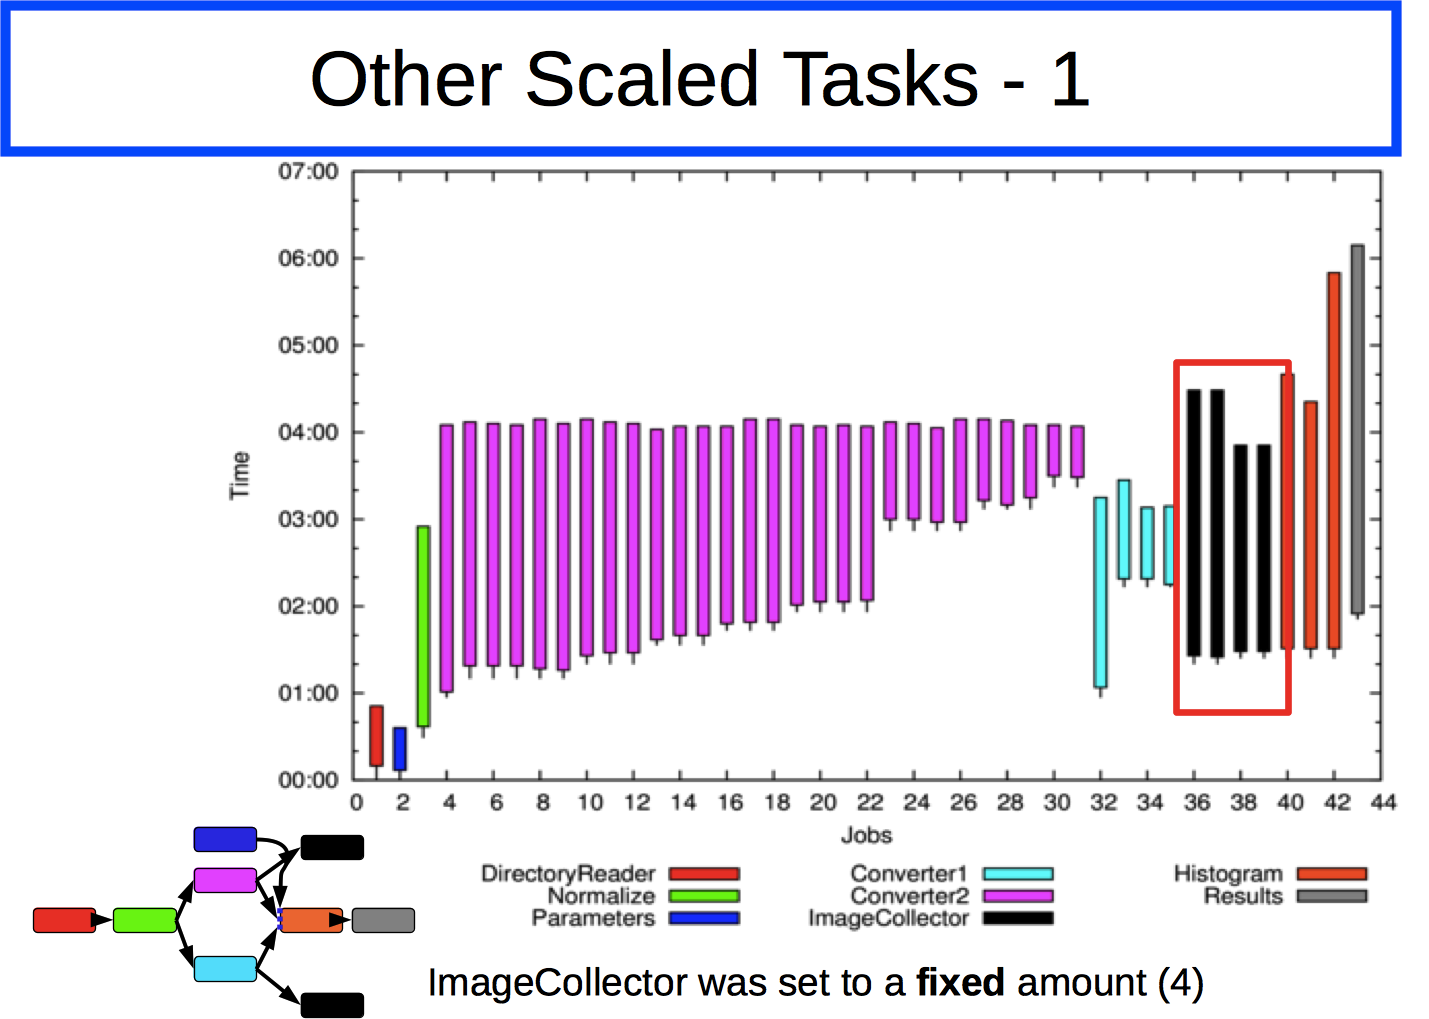 Other Scaled Tasks - 1
07:00
06:00
05:00
04:00
03:00
02:00
01:00
00:00
Time
0 2 4 6 8 10 12 14 16 18 20 22 24 26 28 30 32 34 36 38 40 42 44
Jobs
DirectoryReader Converter1 Histogram
Normalize Converter2 Results
Parameters ImageCollector
ImageCollector was set to a fixed amount (4)